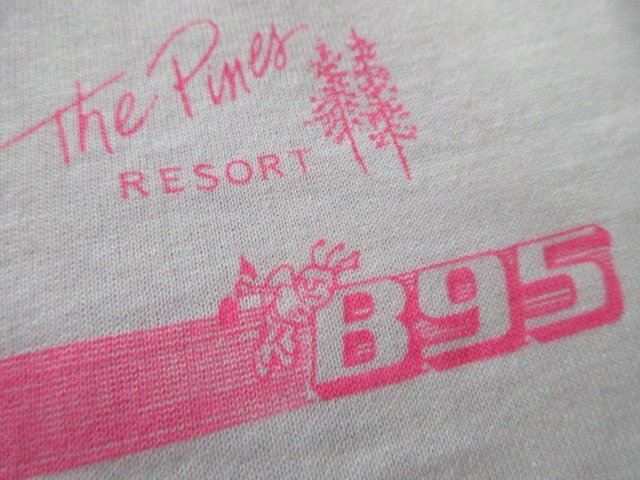 The Pines
RESORT
B95